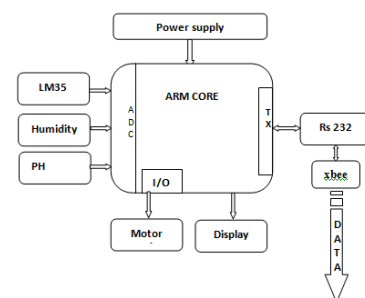 Power supply
LM35
Humidity
PH
A
D
C
ARM CORE
T
X
I/O
Rs 232
xbee
Motor
Display
D
A
T
A